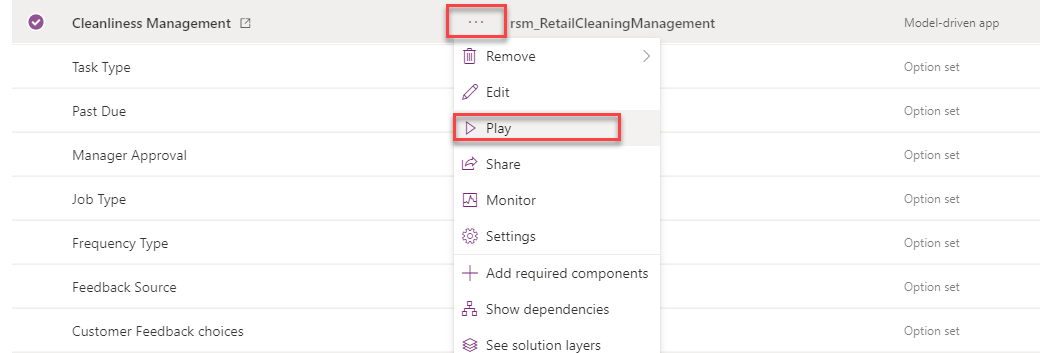 Cleanliness Management ... rsm_RetailCleaningManagement Model-driven app
Remove
Task Type Option set
Edit
Past Due Option set
Play
Manager Approval Option set
Share
Job Type Option set
Monitor
Frequency Type Option set
Settings
Add required components
Feedback Source Option set
Show dependencies
Customer Feedback choices Option set
See solution layers